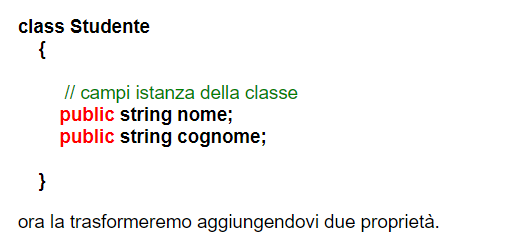 class Studente
{
// campi istanza della classe
public string nome;
public string cognome;
}
ora la trasformeremo aggiungendovi due proprietà.